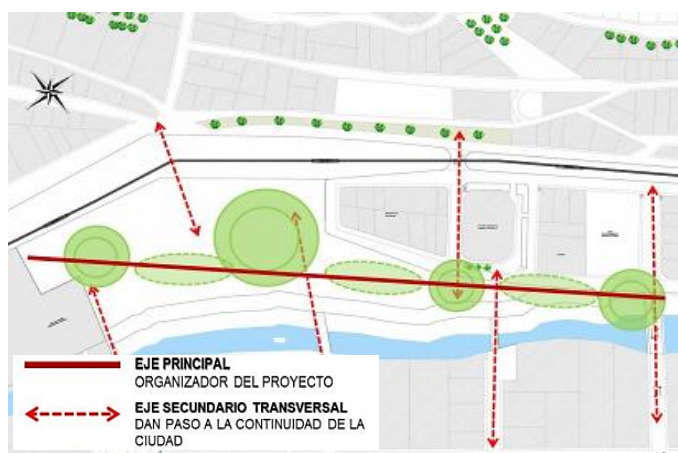 EJE PRINCIPAL
ORGANIZADOR DEL PROYECTO
EJE SECUNDARIO TRANSVERSAL
DAN PASO A LA CONTINUIDAD DE LA
CIUDAD